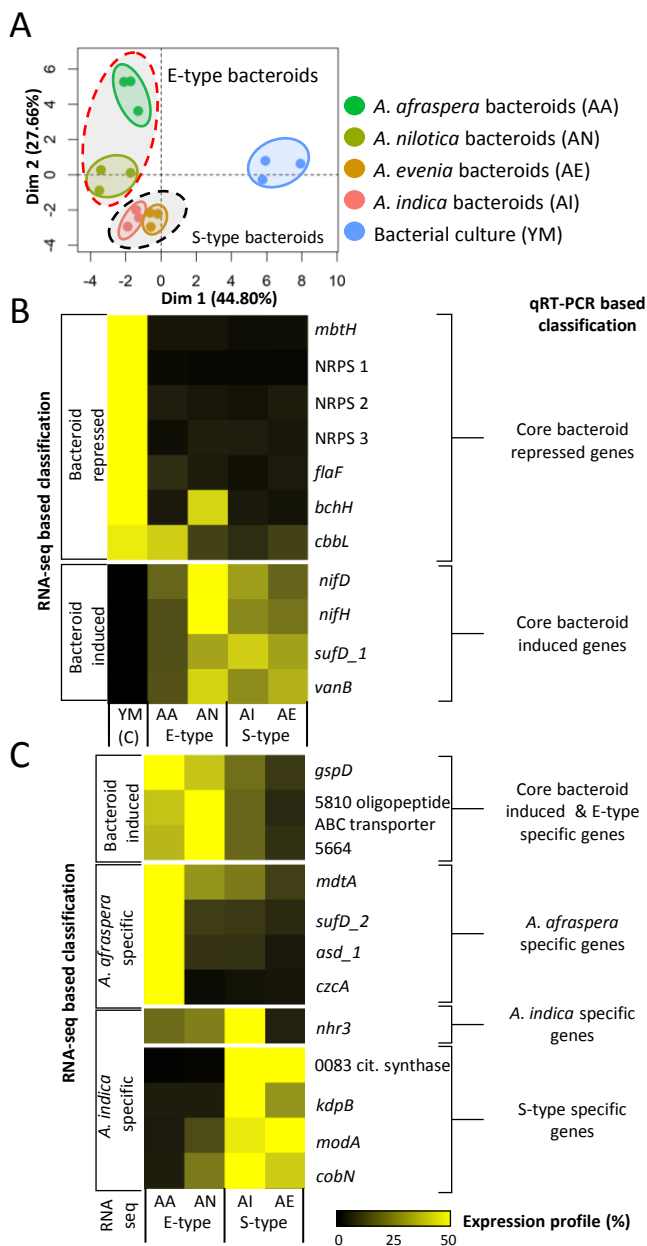 A
6
4
2
0
-2
-4
Dim 2 (27.66%)
E-type bacteroids
S-type bacteroids
-4 -2 0 2 4 6 8 10
Dim 1 (44.80%)
A. afraspera bacteroids (AA)
A. nilotica bacteroids (AN)
A. evenia bacteroids (AE)
A. indica bacteroids (AI)
Bacterial culture (YM)
B
qRT-PCR based
classification
RNA-seq based classification
Bacteroid
repressed
mbtH
NRPS 1
NRPS 2
NRPS 3
flaF
bchH
cbbL
Core bacteroid
repressed genes
Bacteroid
induced
nifD
nifH
sufD_1
vanB
Core bacteroid
induced genes
YM AA AN AI AE
(C) E-type S-type
C
RNA-seq based classification
Bacteroid
induced
gspD
5810 oligopeptide
ABC transporter
5664
Core bacteroid
induced & E-type
specific genes
A. afraspera
specific
mdtA
sufD_2
asd_1
czcA
A. afraspera
specific genes
A. indica
specific
nhr3
A. indica specific
genes
0083 cit. synthase
kdpB
modA
cobN
S-type specific
genes
RNA
seq
AA AN AI AE
E-type S-type
0 25 50
Expression profile (%)